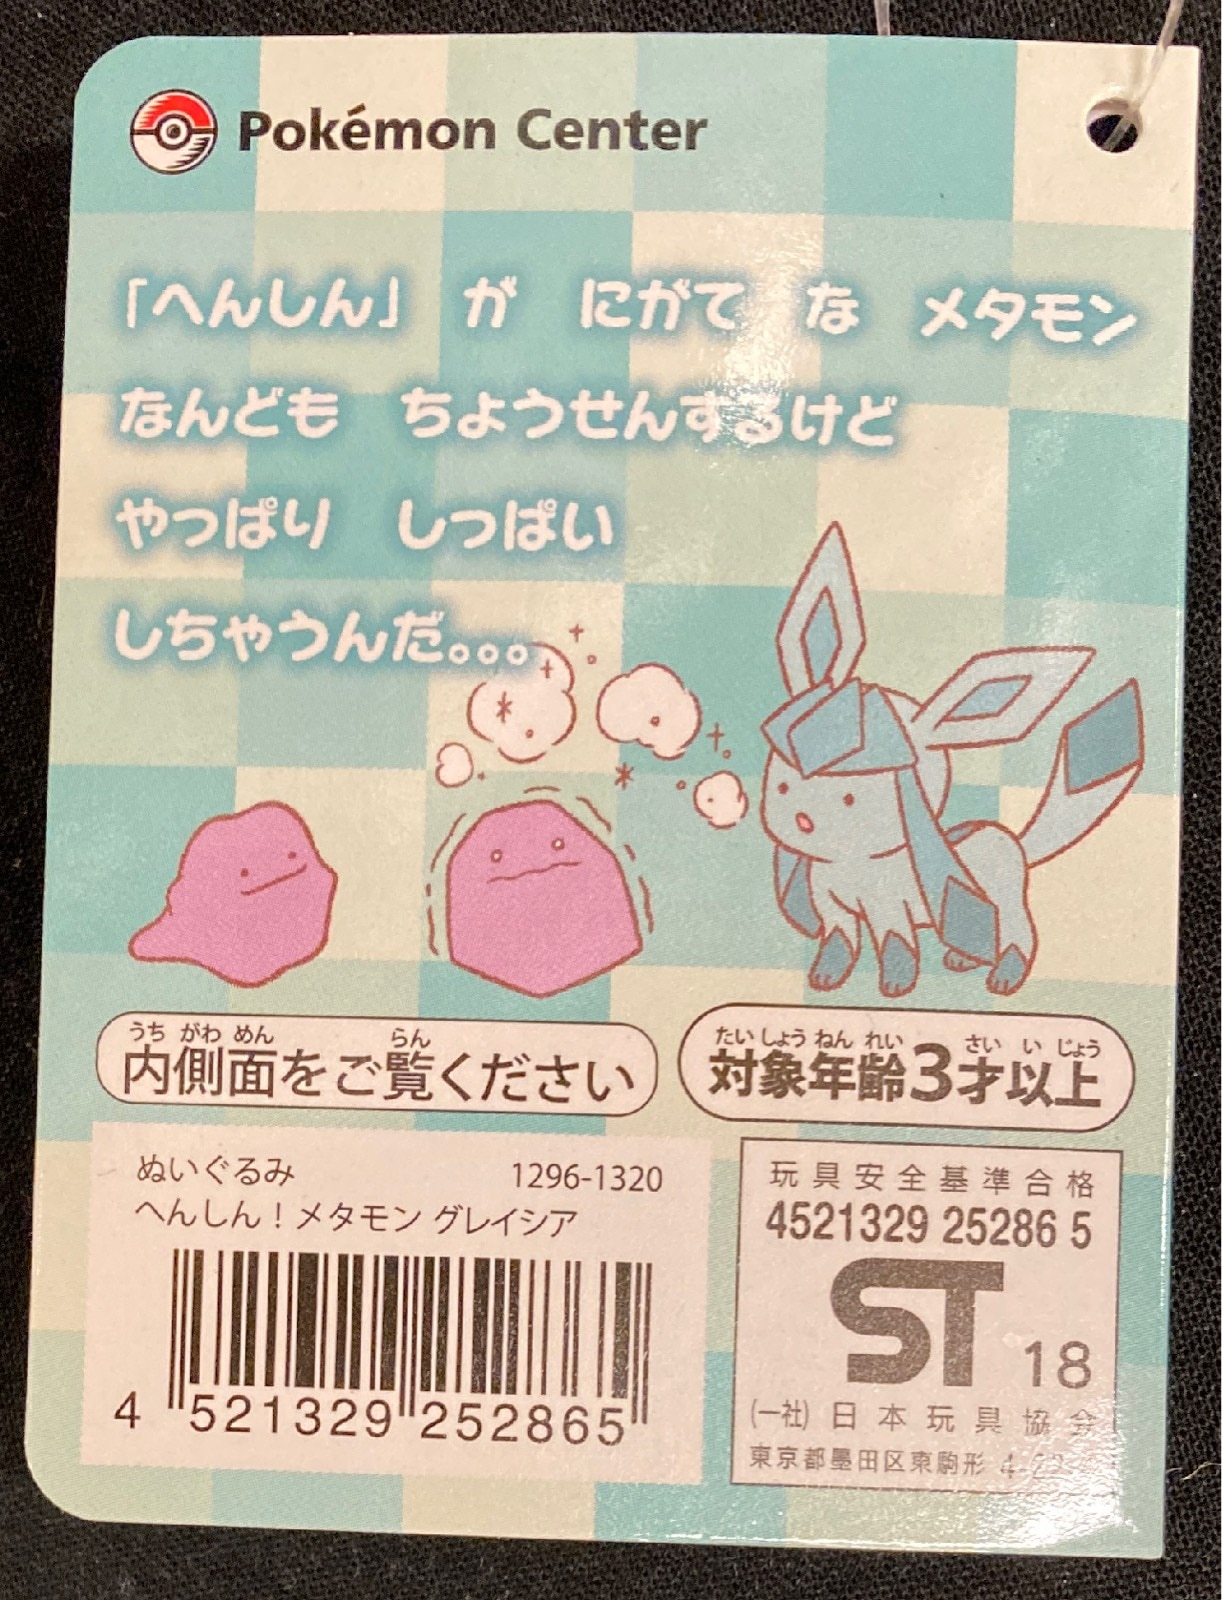 Pokémon Center
「へんしん」 が にがて な メタモン
なんども ちょうせんするけど
やっぱり しっぱい
しちゃうんだ。。。
うち がわ めん らん
内側面をご覧ください
たい しょう ねん れい さい い じょう
対象年齢3才以上
ぬいぐるみ 1296-1320
へんしん！メタモン グレイシア
4 521329 252865
玩具安全基準合格
4521329 25286 5
ST 18
(一社) 日本玩具協会
東京都墨田区東駒形